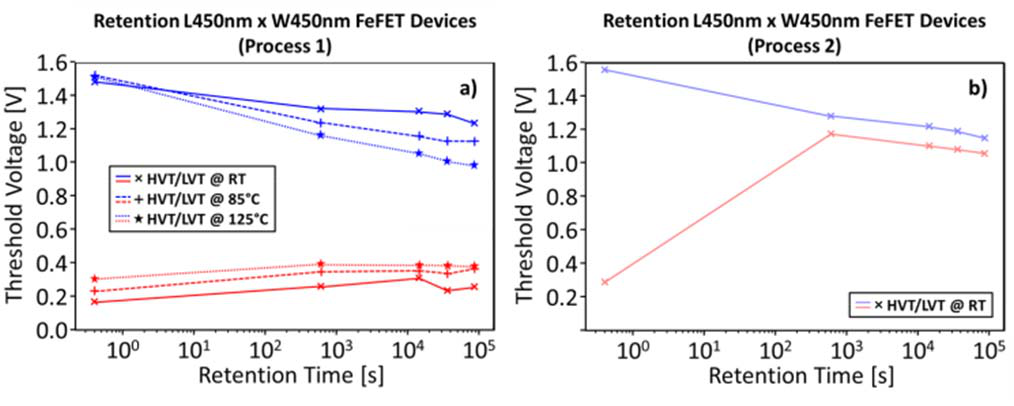 Retention L450nm x W450nm FeFET Devices
(Process 1)
a)
Threshold Voltage [V]
1.6
1.4
1.2
1.0
0.8
0.6
0.4
0.2
0.0
HVT/LVT @ RT
HVT/LVT @ 85°C
HVT/LVT @ 125°C
10⁰ 10¹ 10² 10³ 10⁴ 10⁵
Retention Time [s]
Retention L450nm x W450nm FeFET Devices
(Process 2)
b)
Threshold Voltage [V]
1.6
1.4
1.2
1.0
0.8
0.6
0.4
0.2
HVT/LVT @ RT
10⁰ 10¹ 10² 10³ 10⁴ 10⁵
Retention Time [s]